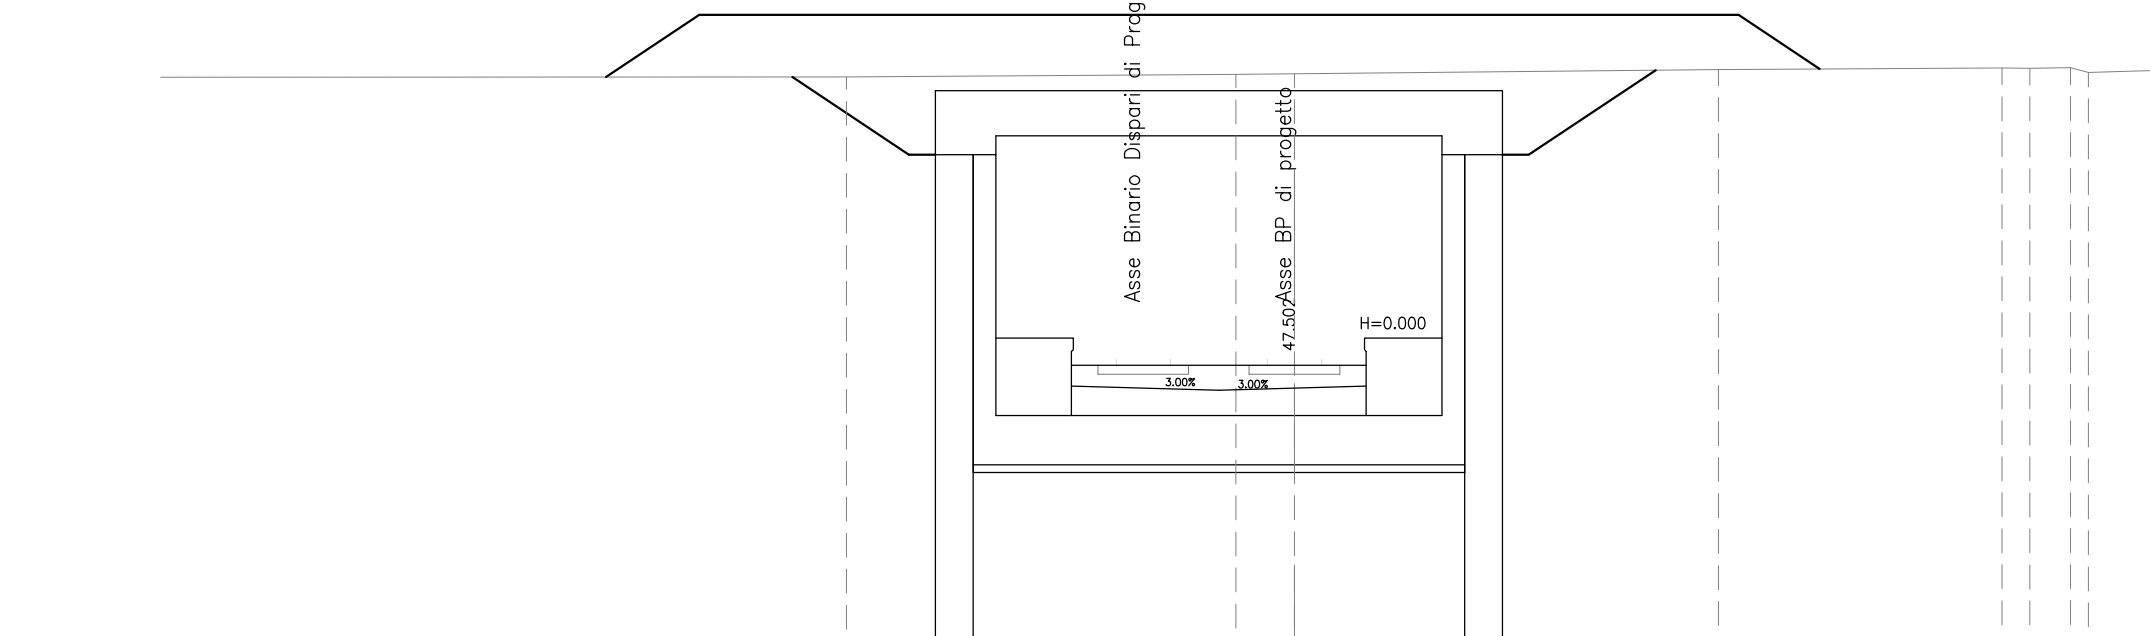 Asse Binario Dispari di Prog
Asse BP di progetto
47.502
H=0.000
3.00%
3.00%